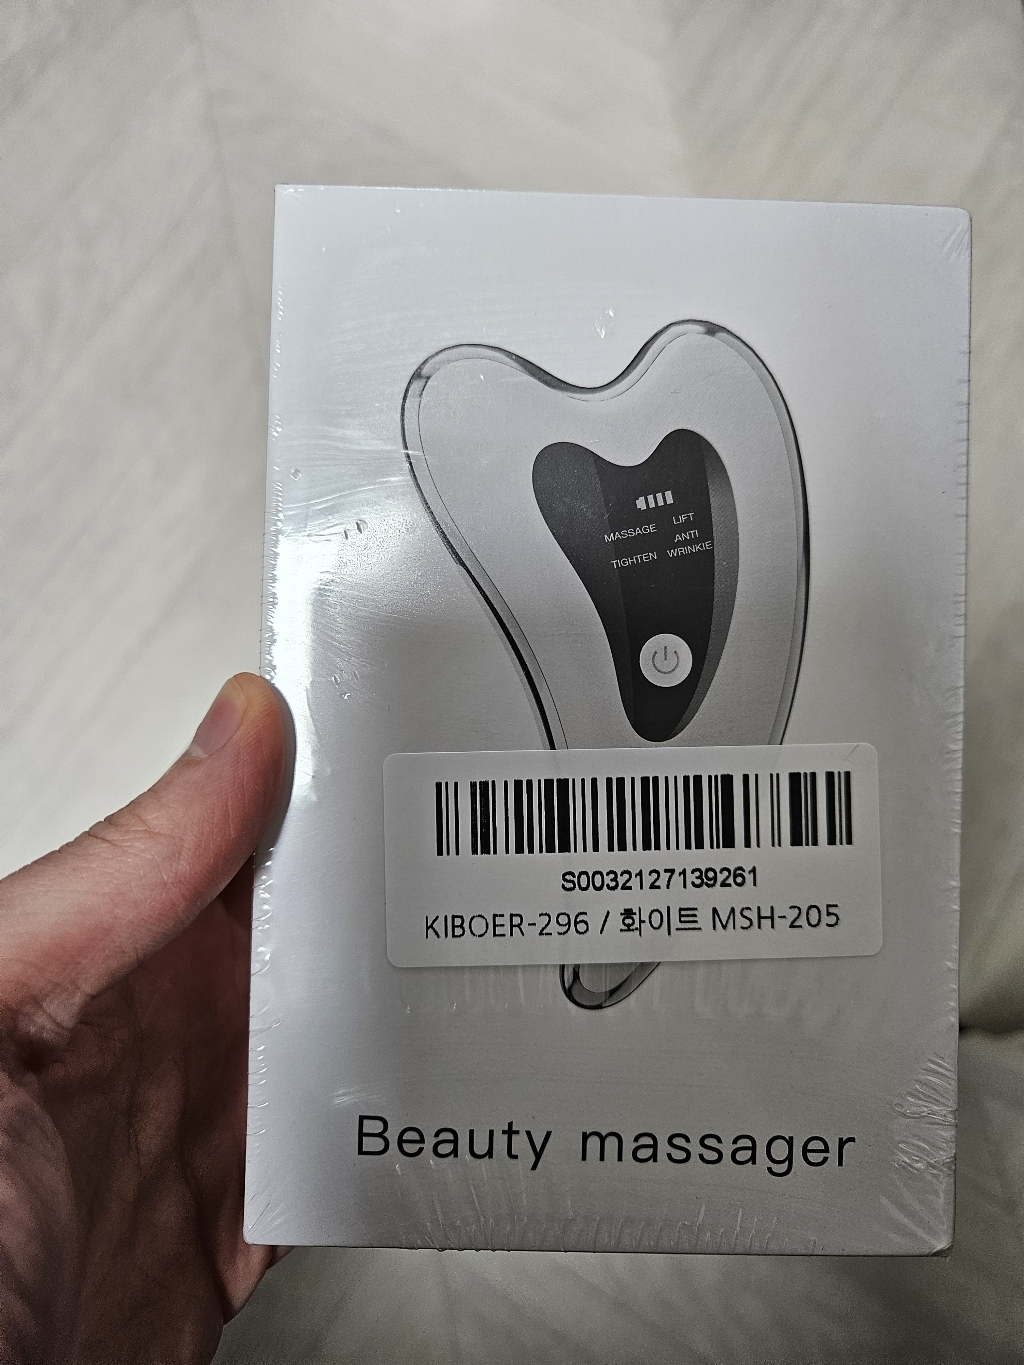 MASSAGE LIFT
TIGHTEN ANTI WRINKIE
S0032127139261
KIBOER-296 / 화이트 MSH-205
Beauty massager